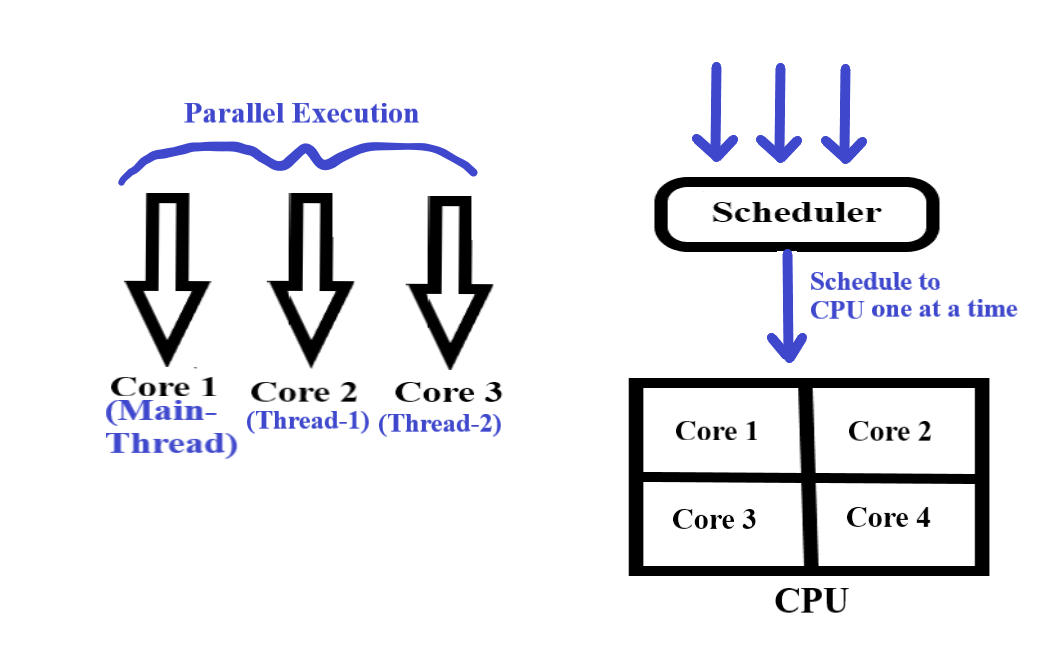 Parallel Execution
Core 1
(Main-
Thread)
Core 2
(Thread-1)
Core 3
(Thread-2)
Scheduler
Schedule to
CPU one at a time
Core 1
Core 2
Core 3
Core 4
CPU